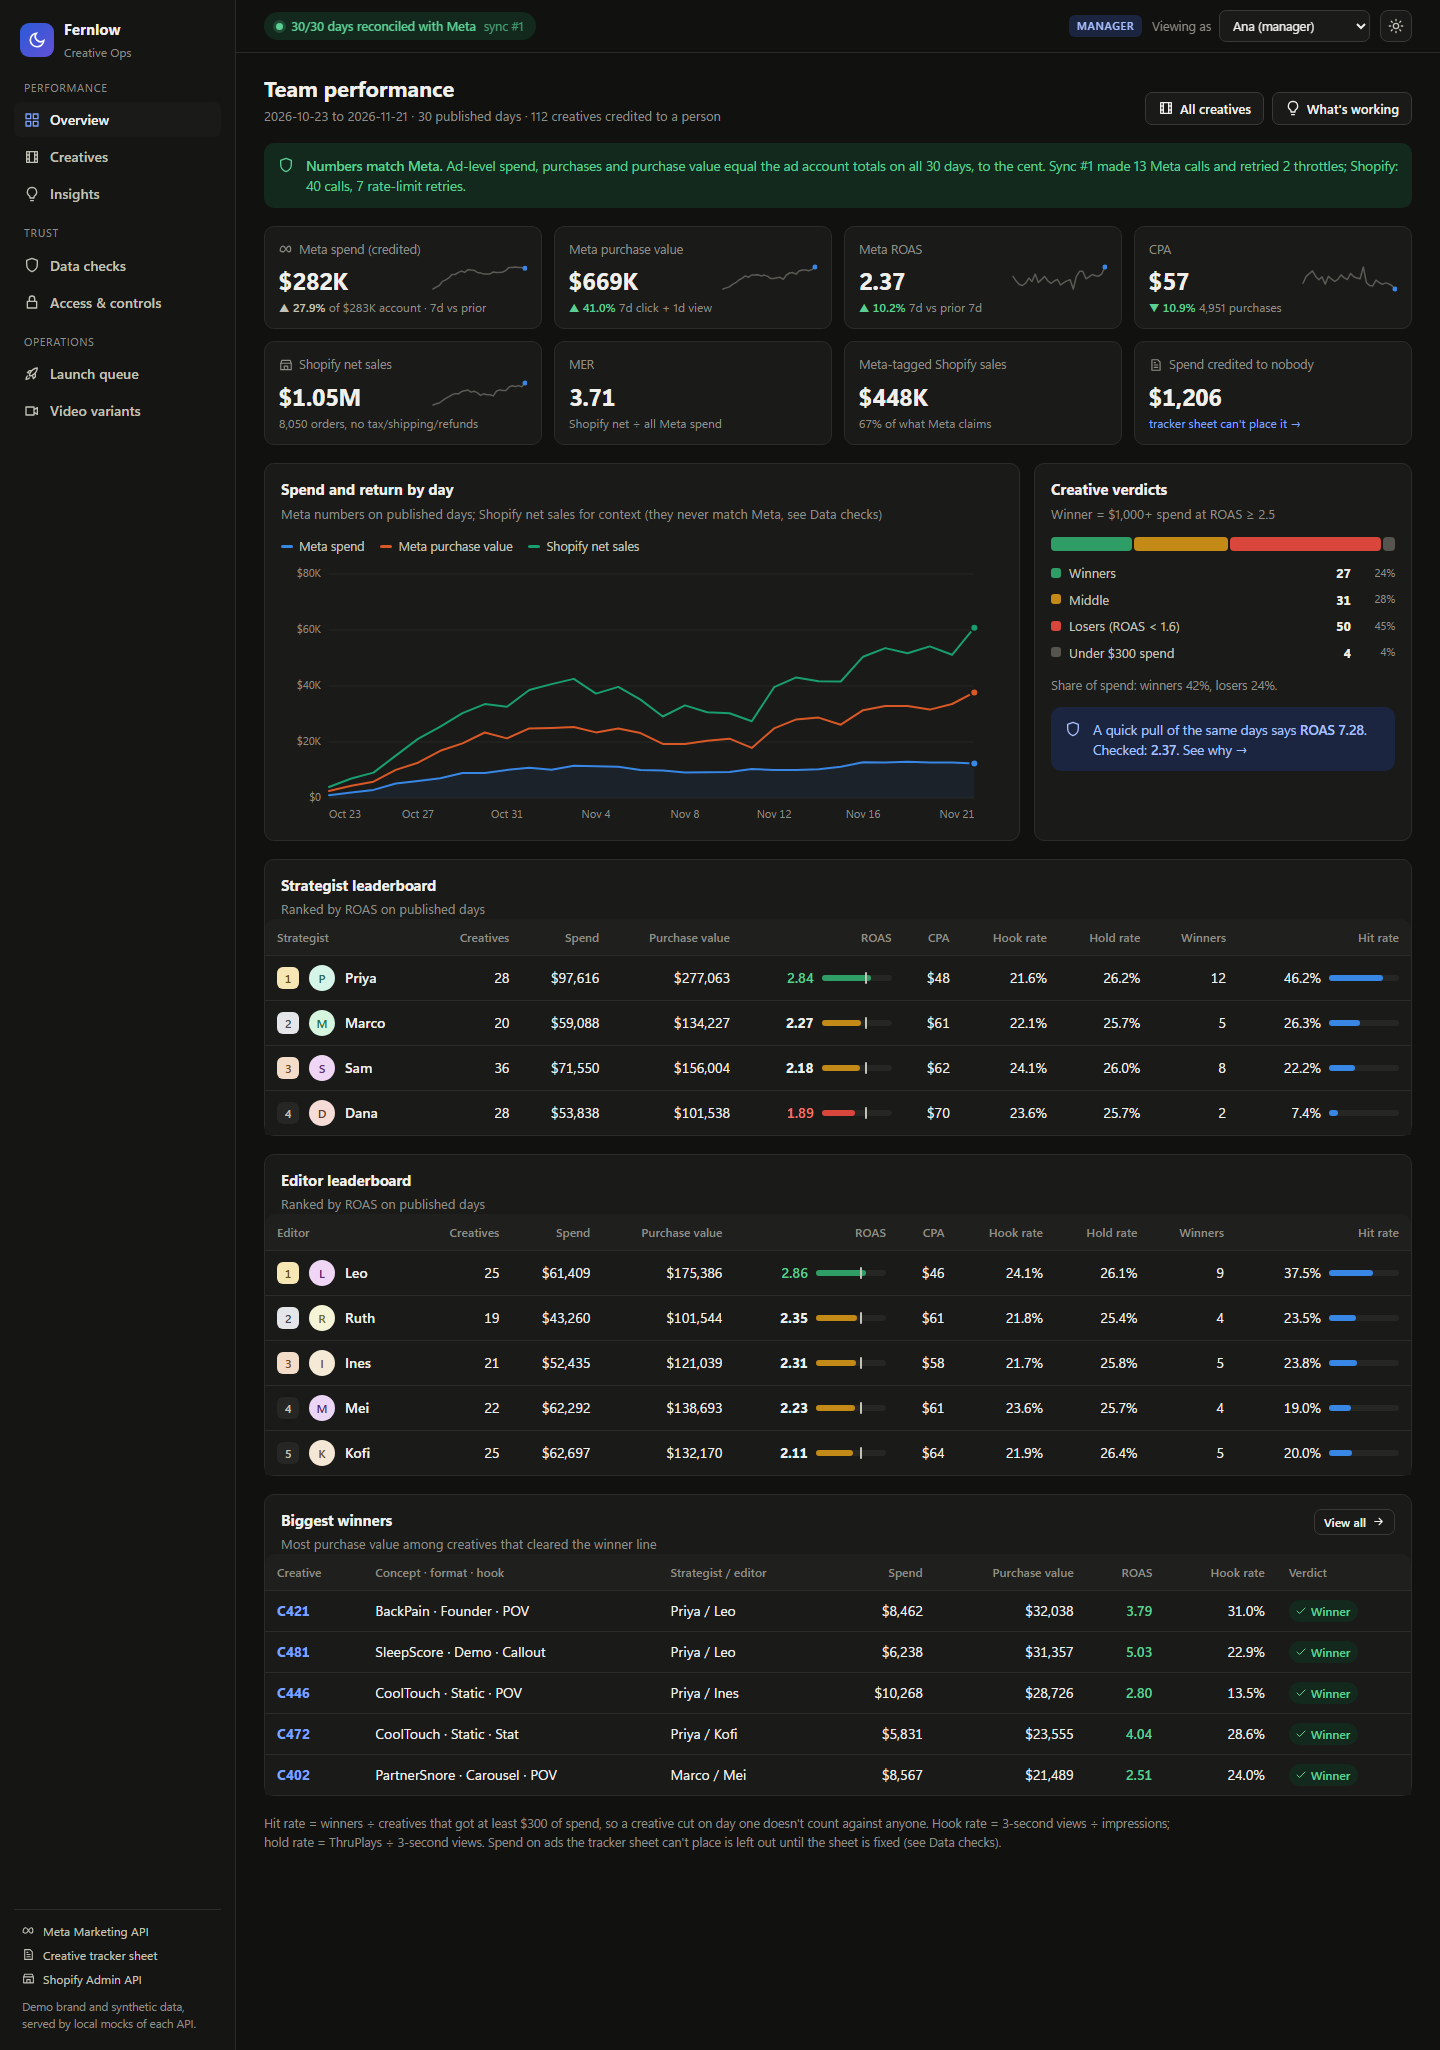 Fernlow
Creative Ops
PERFORMANCE
Overview
Creatives
Insights
TRUST
Data checks
Access & controls
OPERATIONS
Launch queue
Video variants
30/30 days reconciled with Meta sync #1
MANAGER Viewing as Ana (manager)
Team performance
2026-10-23 to 2026-11-21 · 30 published days · 112 creatives credited to a person
All creatives
What's working
Numbers match Meta. Ad-level spend, purchases and purchase value equal the ad account totals on all 30 days, to the cent. Sync #1 made 13 Meta calls and retried 2 throttles; Shopify:
40 calls, 7 rate-limit retries.
Meta spend (credited)
$282K
▲ 27.9% of $283K account · 7d vs prior
Meta purchase value
$669K
▲ 41.0% 7d click + 1d view
Meta ROAS
2.37
▲ 10.2% 7d vs prior 7d
CPA
$57
▼ 10.9% 4,951 purchases
Shopify net sales
$1.05M
8,050 orders, no tax/shipping/refunds
MER
3.71
Shopify net ÷ all Meta spend
Meta-tagged Shopify sales
$448K
67% of what Meta claims
Spend credited to nobody
$1,206
tracker sheet can't place it →
Spend and return by day
Meta numbers on published days; Shopify net sales for context (they never match Meta, see Data checks)
Meta spend Meta purchase value Shopify net sales
$80K
$60K
$40K
$20K
$0
Oct 23 Oct 27 Oct 31 Nov 4 Nov 8 Nov 12 Nov 16 Nov 21
Creative verdicts
Winner = $1,000+ spend at ROAS ≥ 2.5
Winners 27 24%
Middle 31 28%
Losers (ROAS < 1.6) 50 45%
Under $300 spend 4 4%
Share of spend: winners 42%, losers 24%.
A quick pull of the same days says ROAS 7.28.
Checked: 2.37. See why →
Strategist leaderboard
Ranked by ROAS on published days
Strategist Creatives Spend Purchase value ROAS CPA Hook rate Hold rate Winners Hit rate
1 P Priya 28 $97,616 $277,063 2.84 $48 21.6% 26.2% 12 46.2%
2 M Marco 20 $59,088 $134,227 2.27 $61 22.1% 25.7% 5 26.3%
3 S Sam 36 $71,550 $156,004 2.18 $62 24.1% 26.0% 8 22.2%
4 D Dana 28 $53,838 $101,538 1.89 $70 23.6% 25.7% 2 7.4%
Editor leaderboard
Ranked by ROAS on published days
Editor Creatives Spend Purchase value ROAS CPA Hook rate Hold rate Winners Hit rate
1 L Leo 25 $61,409 $175,386 2.86 $46 24.1% 26.1% 9 37.5%
2 R Ruth 19 $43,260 $101,544 2.35 $61 21.8% 25.4% 4 23.5%
3 I Ines 21 $52,435 $121,039 2.31 $58 21.7% 25.8% 5 23.8%
4 M Mei 22 $62,292 $138,693 2.23 $61 23.6% 25.7% 4 19.0%
5 K Kofi 25 $62,697 $132,170 2.11 $64 21.9% 26.4% 5 20.0%
Biggest winners
Most purchase value among creatives that cleared the winner line
View all →
Creative Concept · format · hook Strategist / editor Spend Purchase value ROAS Hook rate Verdict
C421 BackPain · Founder · POV Priya / Leo $8,462 $32,038 3.79 31.0% ✓ Winner
C481 SleepScore · Demo · Callout Priya / Leo $6,238 $31,357 5.03 22.9% ✓ Winner
C446 CoolTouch · Static · POV Priya / Ines $10,268 $28,726 2.80 13.5% ✓ Winner
C472 CoolTouch · Static · Stat Priya / Kofi $5,831 $23,555 4.04 28.6% ✓ Winner
C402 PartnerSnore · Carousel · POV Marco / Mei $8,567 $21,489 2.51 24.0% ✓ Winner
Hit rate = winners ÷ creatives that got at least $300 of spend, so a creative cut on day one doesn't count against anyone. Hook rate = 3-second views ÷ impressions;
hold rate = ThruPlays ÷ 3-second views. Spend on ads the tracker sheet can't place is left out until the sheet is fixed (see Data checks).
Meta Marketing API
Creative tracker sheet
Shopify Admin API
Demo brand and synthetic data,
served by local mocks of each API.